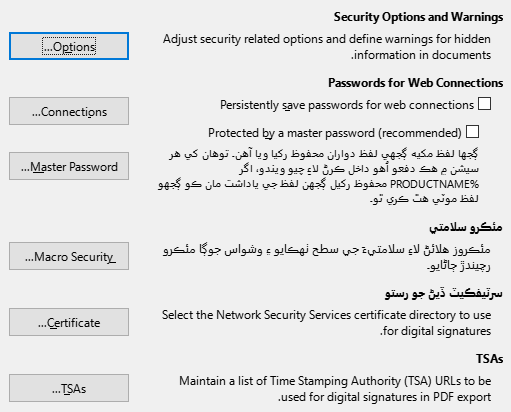 Security Options and Warnings
Adjust security related options and define warnings for hidden
information in documents.
Options...
Passwords for Web Connections
Persistently save passwords for web connections
Connections...
Protected by a master password (recommended)
ڳجها لفظ مکيه ڳجهي لفظ دواران محفوظ رکيا ويا آهن. توهان کي هر
سيشن ۾ هڪ دفعو اُهو داخل ڪرڻ لاءِ چيو ويندو، اگر
%PRODUCTNAME محفوظ رکيل ڳجهن لفظ جي ياداشت مان ڪو ڳجهو
لفظ موٽي هٿ ڪري ٿو.
Master Password...
مئڪرو سلامتي
مئڪروز هلائڻ لاءِ سلامتيءَ جي سطح ٺهڪايو ۽ وشواس جوڳا مئڪرو
رچيندڙ ڄاڻايو.
Macro Security...
سرٽيفڪيٽ ڏيڻ جو رستو
Select the Network Security Services certificate directory to use
for digital signatures.
Certificate...
TSAs
Maintain a list of Time Stamping Authority (TSA) URLs to be
used for digital signatures in PDF export.
TSAs...